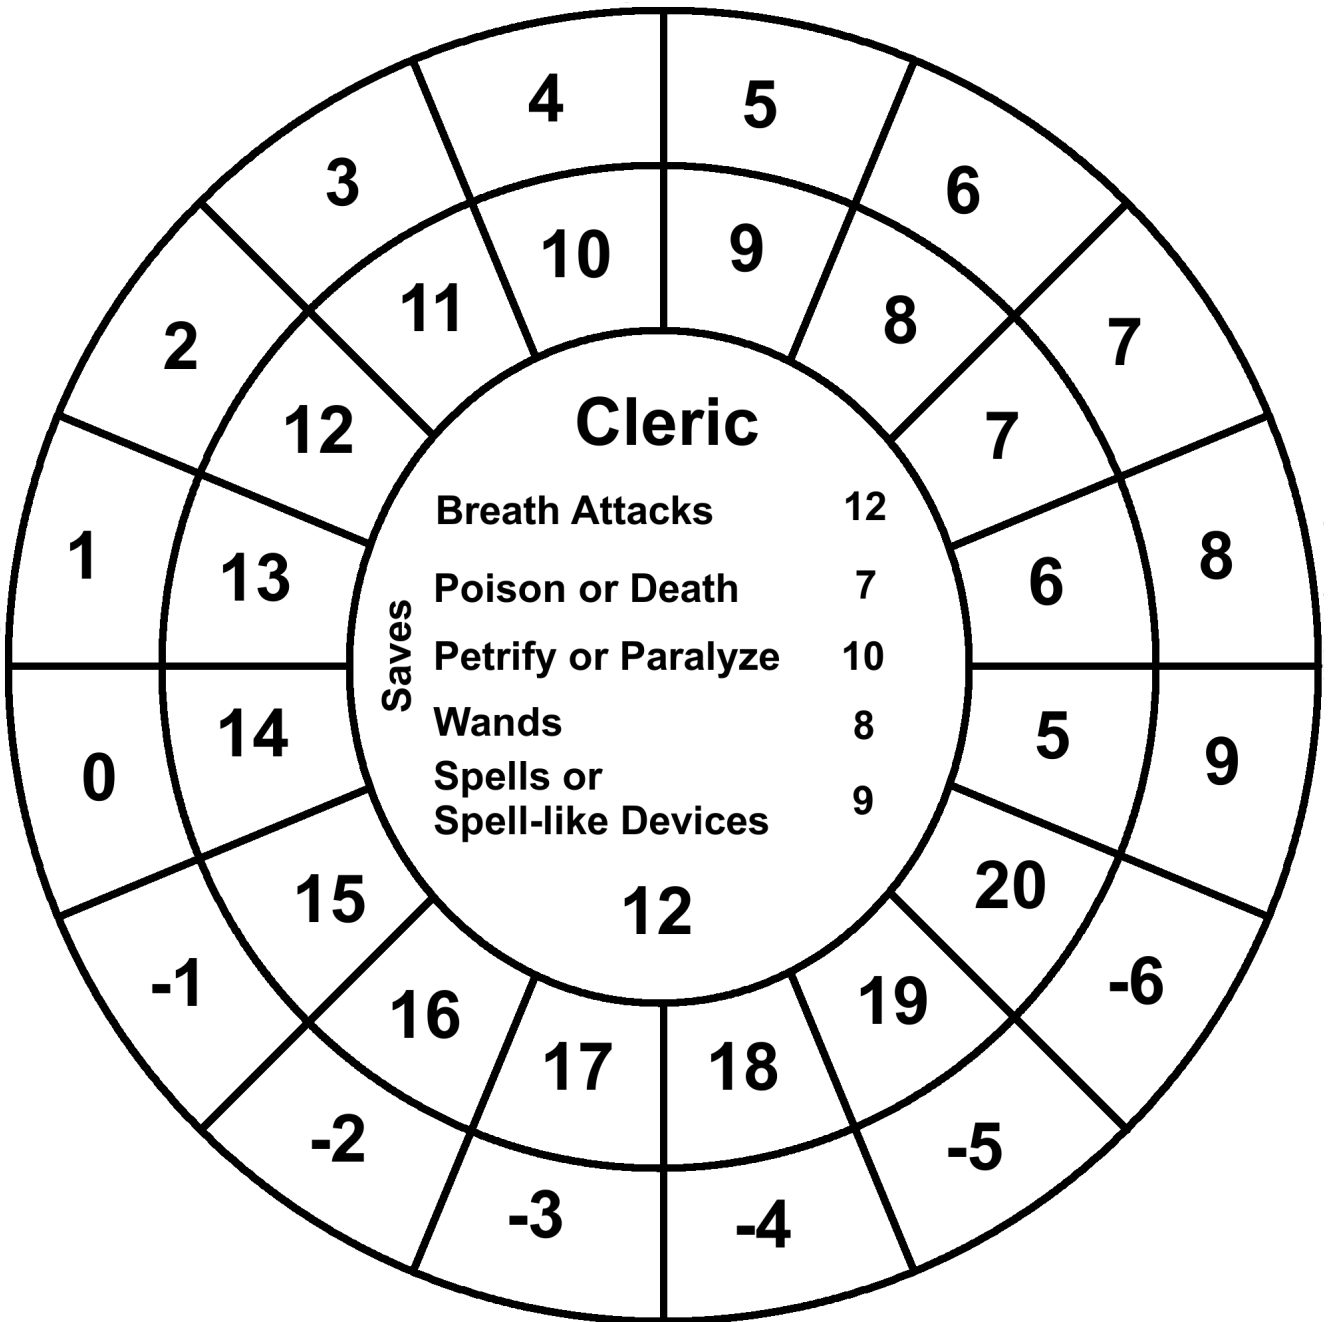 4 5
3 6
2 7
1 8
0 9
-1 -6
-2 -5
-3 -4
10 9
11 8
12 7
13 6
14 5
15 20
16 19
17 18
Cleric
Saves
Breath Attacks 12
Poison or Death 7
Petrify or Paralyze 10
Wands 8
Spells or
Spell-like Devices 9
12